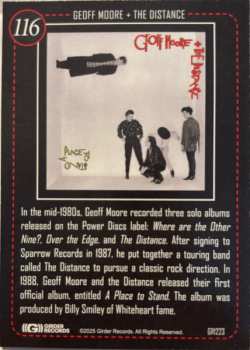 116
GEOFF MOORE + THE DISTANCE
GEOFF MOORE + THE DISTANCE
A PLACE TO STAND
In the mid-1980s, Geoff Moore recorded three solo albums
released on the Power Discs label: Where are the Other
Nine?, Over the Edge, and The Distance. After signing to
Sparrow Records in 1987, he put together a touring band
called The Distance to pursue a classic rock direction. In
1988, Geoff Moore and the Distance released their first
official album, entitled A Place to Stand. The album was
produced by Billy Smiley of Whiteheart fame.
G GIRDER
RECORDS
©2025 Girder Records. All Rights Reserved.
GR1223